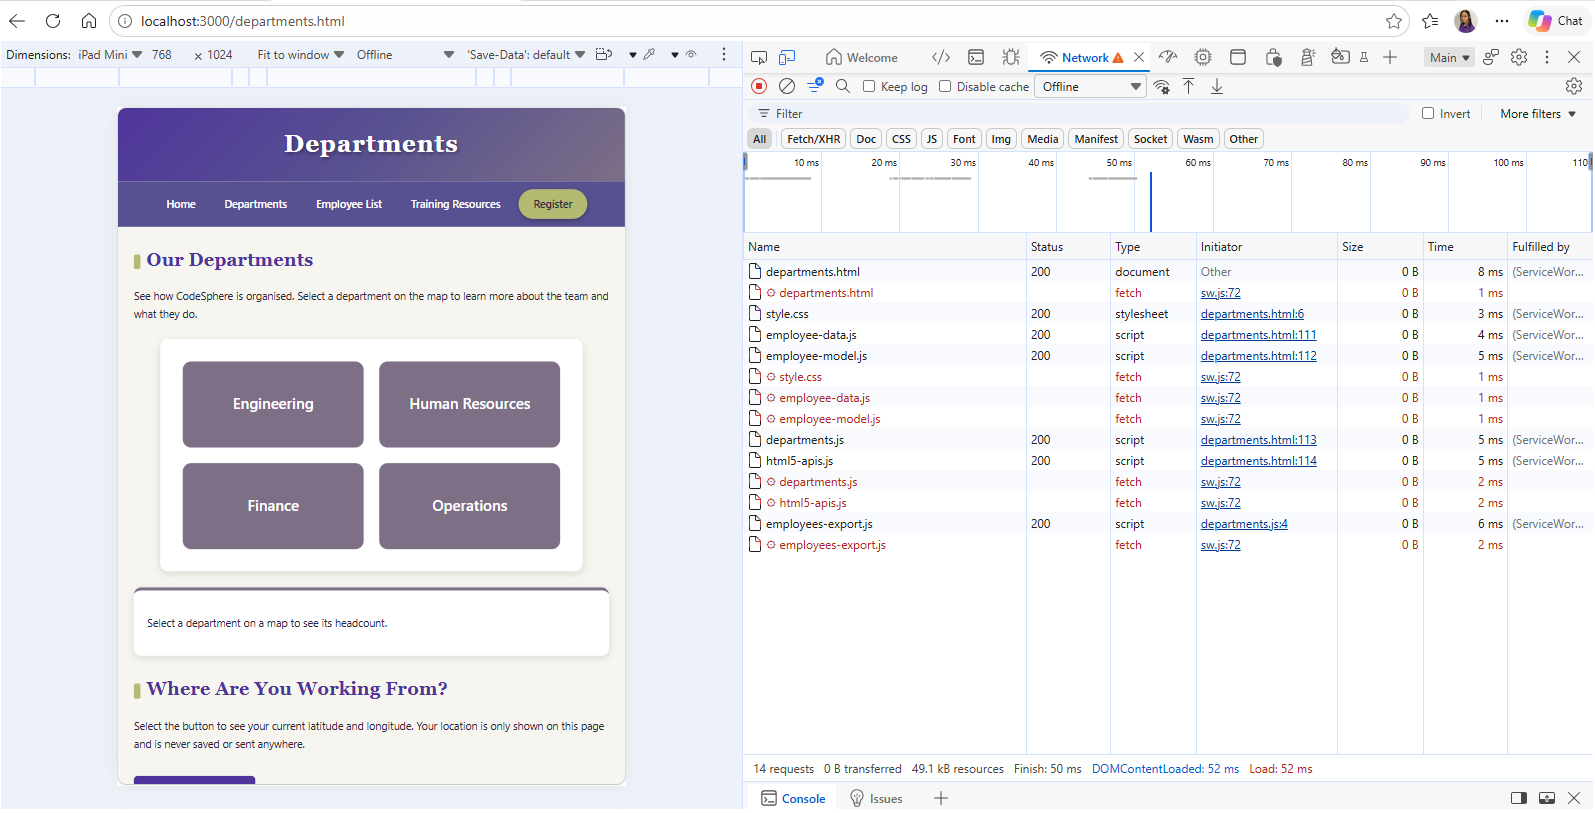 localhost:3000/departments.html
Chat
Dimensions: iPad Mini 768 x 1024 Fit to window Offline 'Save-Data': default
Departments
Home Departments Employee List Training Resources Register
Our Departments
See how CodeSphere is organised. Select a department on the map to learn more about the team and
what they do.
Engineering Human Resources
Finance Operations
Select a department on a map to see its headcount.
Where Are You Working From?
Select the button to see your current latitude and longitude. Your location is only shown on this page
and is never saved or sent anywhere.
Welcome Network Main
Keep log Disable cache Offline
Filter Invert More filters
All Fetch/XHR Doc CSS JS Font Img Media Manifest Socket Wasm Other
10 ms 20 ms 30 ms 40 ms 50 ms 60 ms 70 ms 80 ms 90 ms 100 ms 110
Name Status Type Initiator Size Time Fulfilled by
departments.html 200 document Other 0 B 8 ms (ServiceWor...
departments.html fetch sw.js:72 0 B 1 ms
style.css 200 stylesheet departments.html:6 0 B 3 ms (ServiceWor...
employee-data.js 200 script departments.html:111 0 B 4 ms (ServiceWor...
employee-model.js 200 script departments.html:112 0 B 5 ms (ServiceWor...
style.css fetch sw.js:72 0 B 1 ms
employee-data.js fetch sw.js:72 0 B 1 ms
employee-model.js fetch sw.js:72 0 B 1 ms
departments.js 200 script departments.html:113 0 B 5 ms (ServiceWor...
html5-apis.js 200 script departments.html:114 0 B 5 ms (ServiceWor...
departments.js fetch sw.js:72 0 B 2 ms
html5-apis.js fetch sw.js:72 0 B 2 ms
employees-export.js 200 script departments.js:4 0 B 6 ms (ServiceWor...
employees-export.js fetch sw.js:72 0 B 2 ms
14 requests 0 B transferred 49.1 kB resources Finish: 50 ms DOMContentLoaded: 52 ms Load: 52 ms
Console Issues